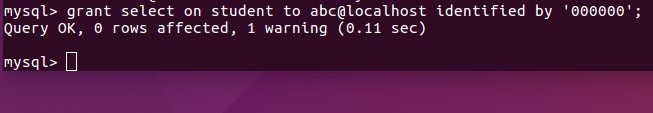 mysql> grant select on student to abc@localhost identified by '000000';
Query OK, 0 rows affected, 1 warning (0.11 sec)
mysql>